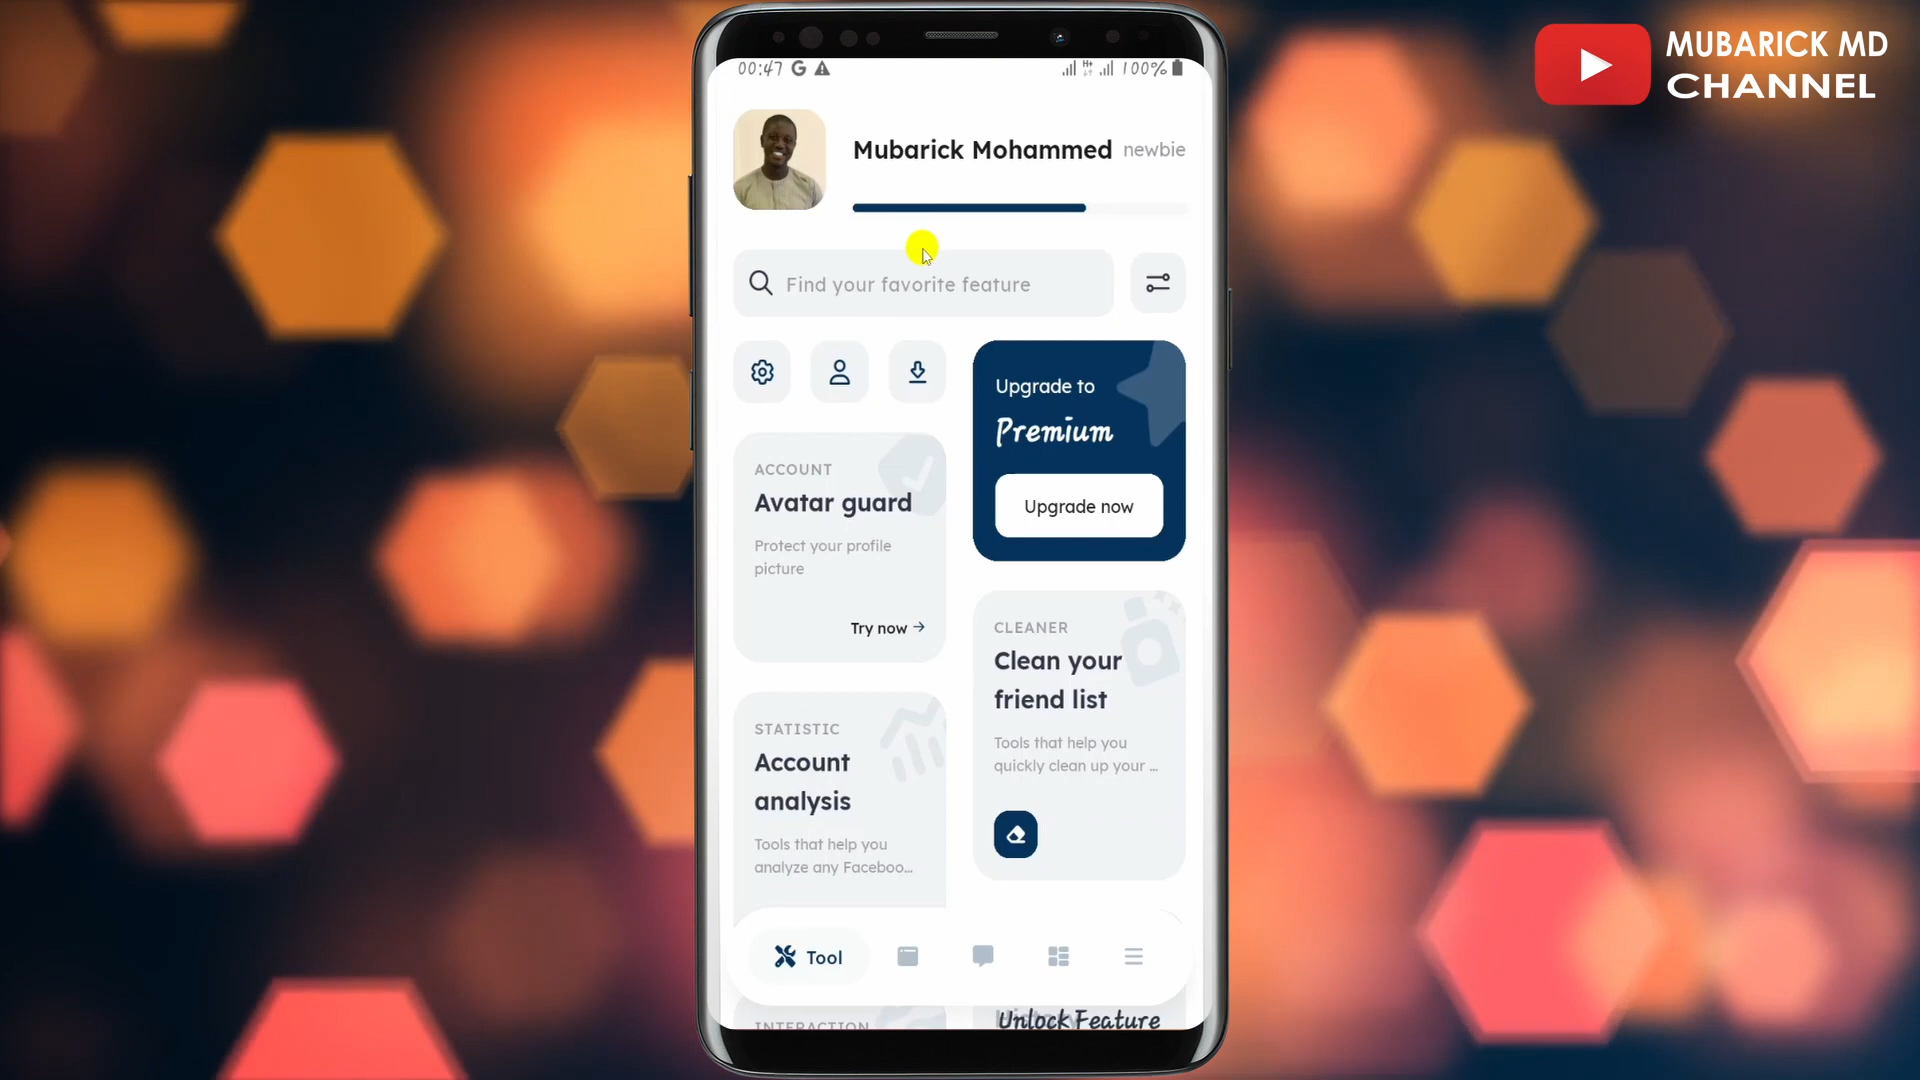 MUBARICK MD
CHANNEL
00:47
100%
Mubarick Mohammed newbie
Find your favorite feature
Upgrade to
Premium
Upgrade now
ACCOUNT
Avatar guard
Protect your profile
picture
Try now
CLEANER
Clean your
friend list
Tools that help you
quickly clean up your ...
STATISTIC
Account
analysis
Tools that help you
analyze any Faceboo...
Tool
INTERACTION
Unlock Feature